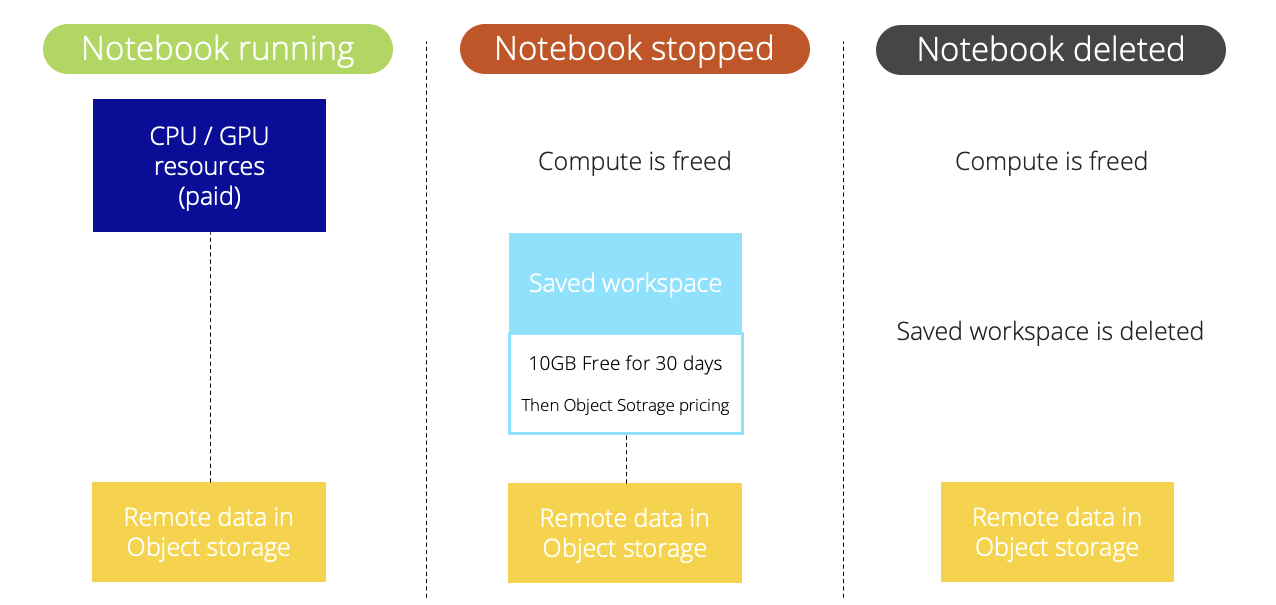 Notebook running
CPU / GPU
resources
(paid)
Remote data in
Object storage
Notebook stopped
Compute is freed
Saved workspace
10GB Free for 30 days
Then Object Sotrage pricing
Remote data in
Object storage
Notebook deleted
Compute is freed
Saved workspace is deleted
Remote data in
Object storage